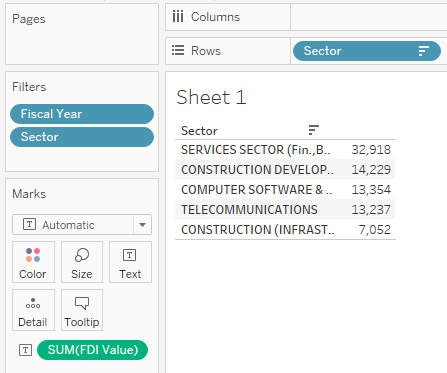 Pages
Columns
Rows
Sector
Filters
Fiscal Year
Sector
Marks
T Automatic
Color Size Text
Detail Tooltip
T SUM(FDI Value)
Sheet 1
Sector
SERVICES SECTOR (Fin.,B.. 32,918
CONSTRUCTION DEVELOP.. 14,229
COMPUTER SOFTWARE & .. 13,354
TELECOMMUNICATIONS 13,237
CONSTRUCTION (INFRAST.. 7,052